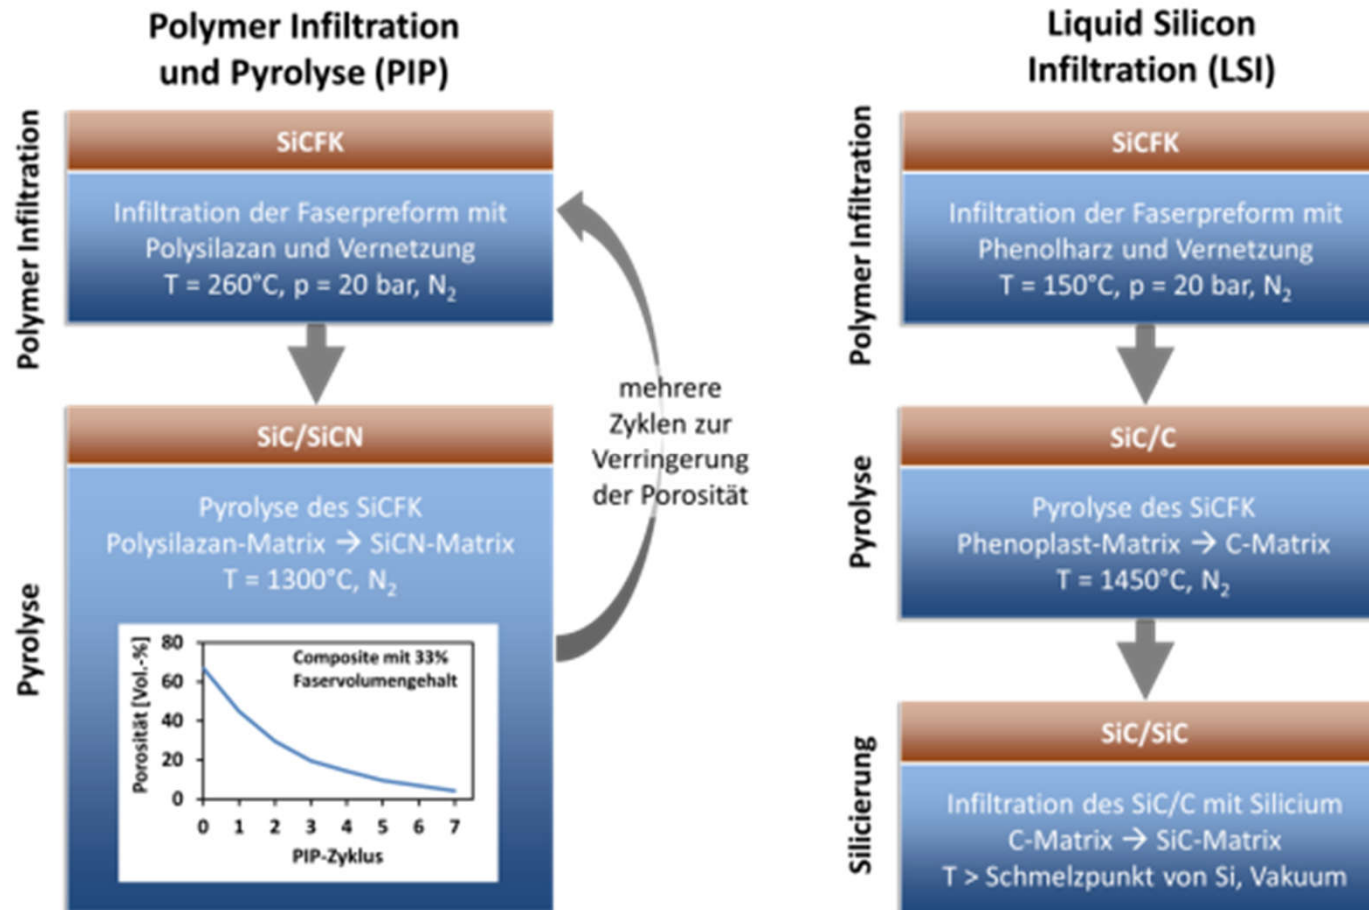 Polymer Infiltration
und Pyrolyse (PIP)
Polymer Infiltration
SiCFK
Infiltration der Faserpreform mit
Polysilazan und Vernetzung
T = 260°C, p = 20 bar, N₂
mehrere
Zyklen zur
Verringerung
der Porosität
Pyrolyse
SiC/SiCN
Pyrolyse des SiCFK
Polysilazan-Matrix → SiCN-Matrix
T = 1300°C, N₂
Porosität [Vol.-%]
80
60
40
20
0
Composite mit 33%
Faservolumengehalt
0 1 2 3 4 5 6 7
PIP-Zyklus
Liquid Silicon
Infiltration (LSI)
Polymer Infiltration
SiCFK
Infiltration der Faserpreform mit
Phenolharz und Vernetzung
T = 150°C, p = 20 bar, N₂
Pyrolyse
SiC/C
Pyrolyse des SiCFK
Phenoplast-Matrix → C-Matrix
T = 1450°C, N₂
Silicierung
SiC/SiC
Infiltration des SiC/C mit Silicium
C-Matrix → SiC-Matrix
T > Schmelzpunkt von Si, Vakuum